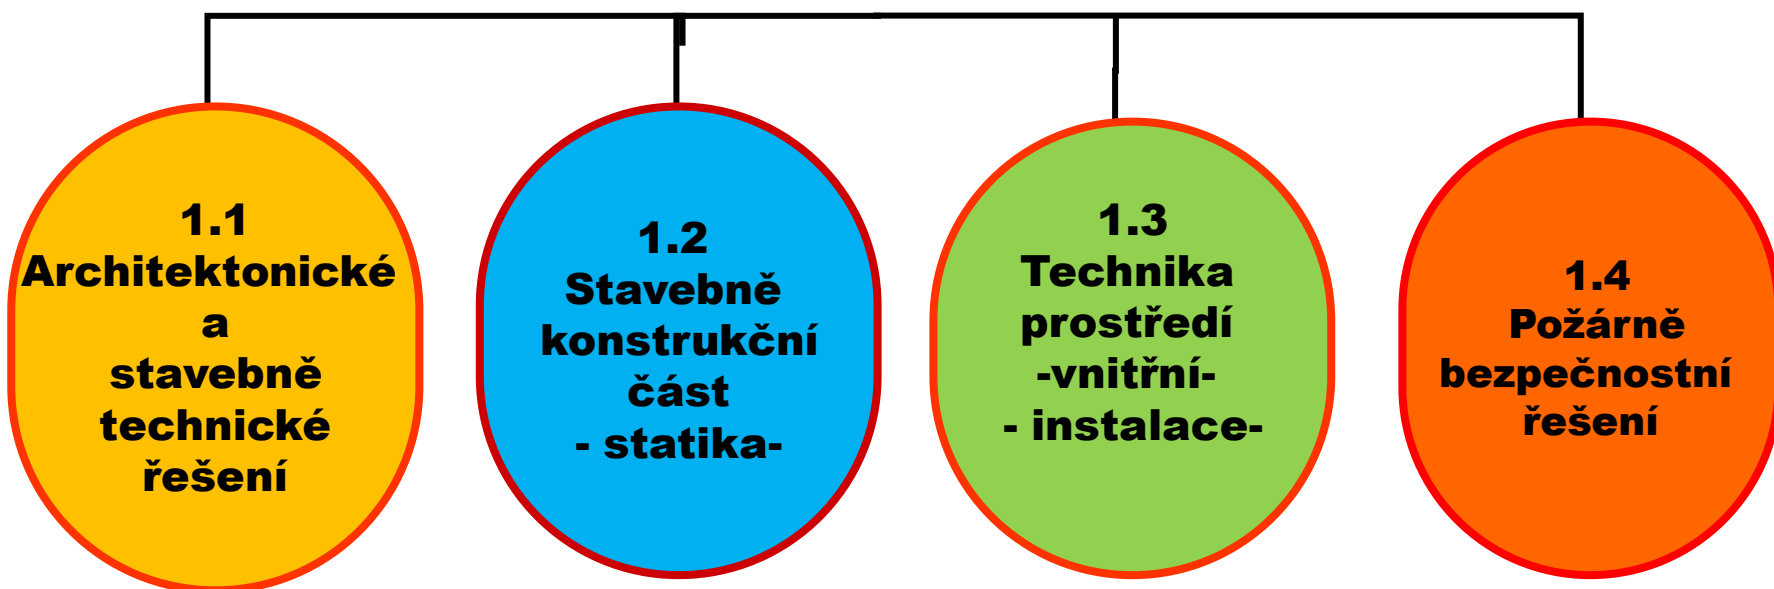 1.1
Architektonické
a
stavebně
technické
řešení
1.2
Stavebně
konstrukční
část
- statika-
1.3
Technika
prostředí
-vnitřní-
- instalace-
1.4
Požárně
bezpečnostní
řešení